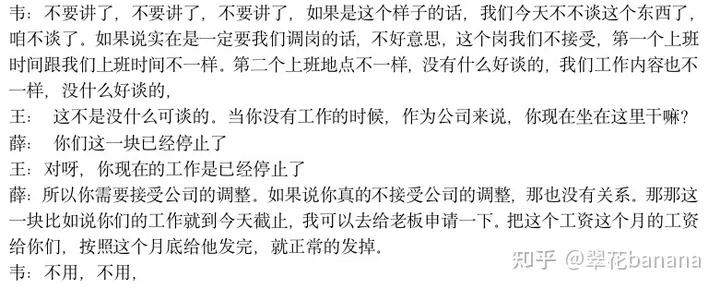 韦：不要讲了，不要讲了，不要讲了，如果是这个样子的话，我们今天不不谈这个东西了，
咱不谈了。如果说实在是一定要我们调岗的话，不好意思，这个岗我们不接受，第一个上班
时间跟我们上班时间不一样。第二个上班地点不一样，没有什么好谈的，我们工作内容也不
一样，没什么好谈的，
王： 这不是没什么可谈的。当你没有工作的时候，作为公司来说，你现在坐在这里干嘛？
薛： 你们这一块已经停止了
王：对呀，你现在的工作是已经停止了
薛：所以你需要接受公司的调整。如果说你真的不接受公司的调整，那也没有关系。那那这
一块比如说你们的工作就到今天截止，我可以去给老板申请一下。把这个工资这个月的工资
给你们，按照这个月底给他发完，就正常的发掉。
韦：不用，不用，
知乎 @翠花banana